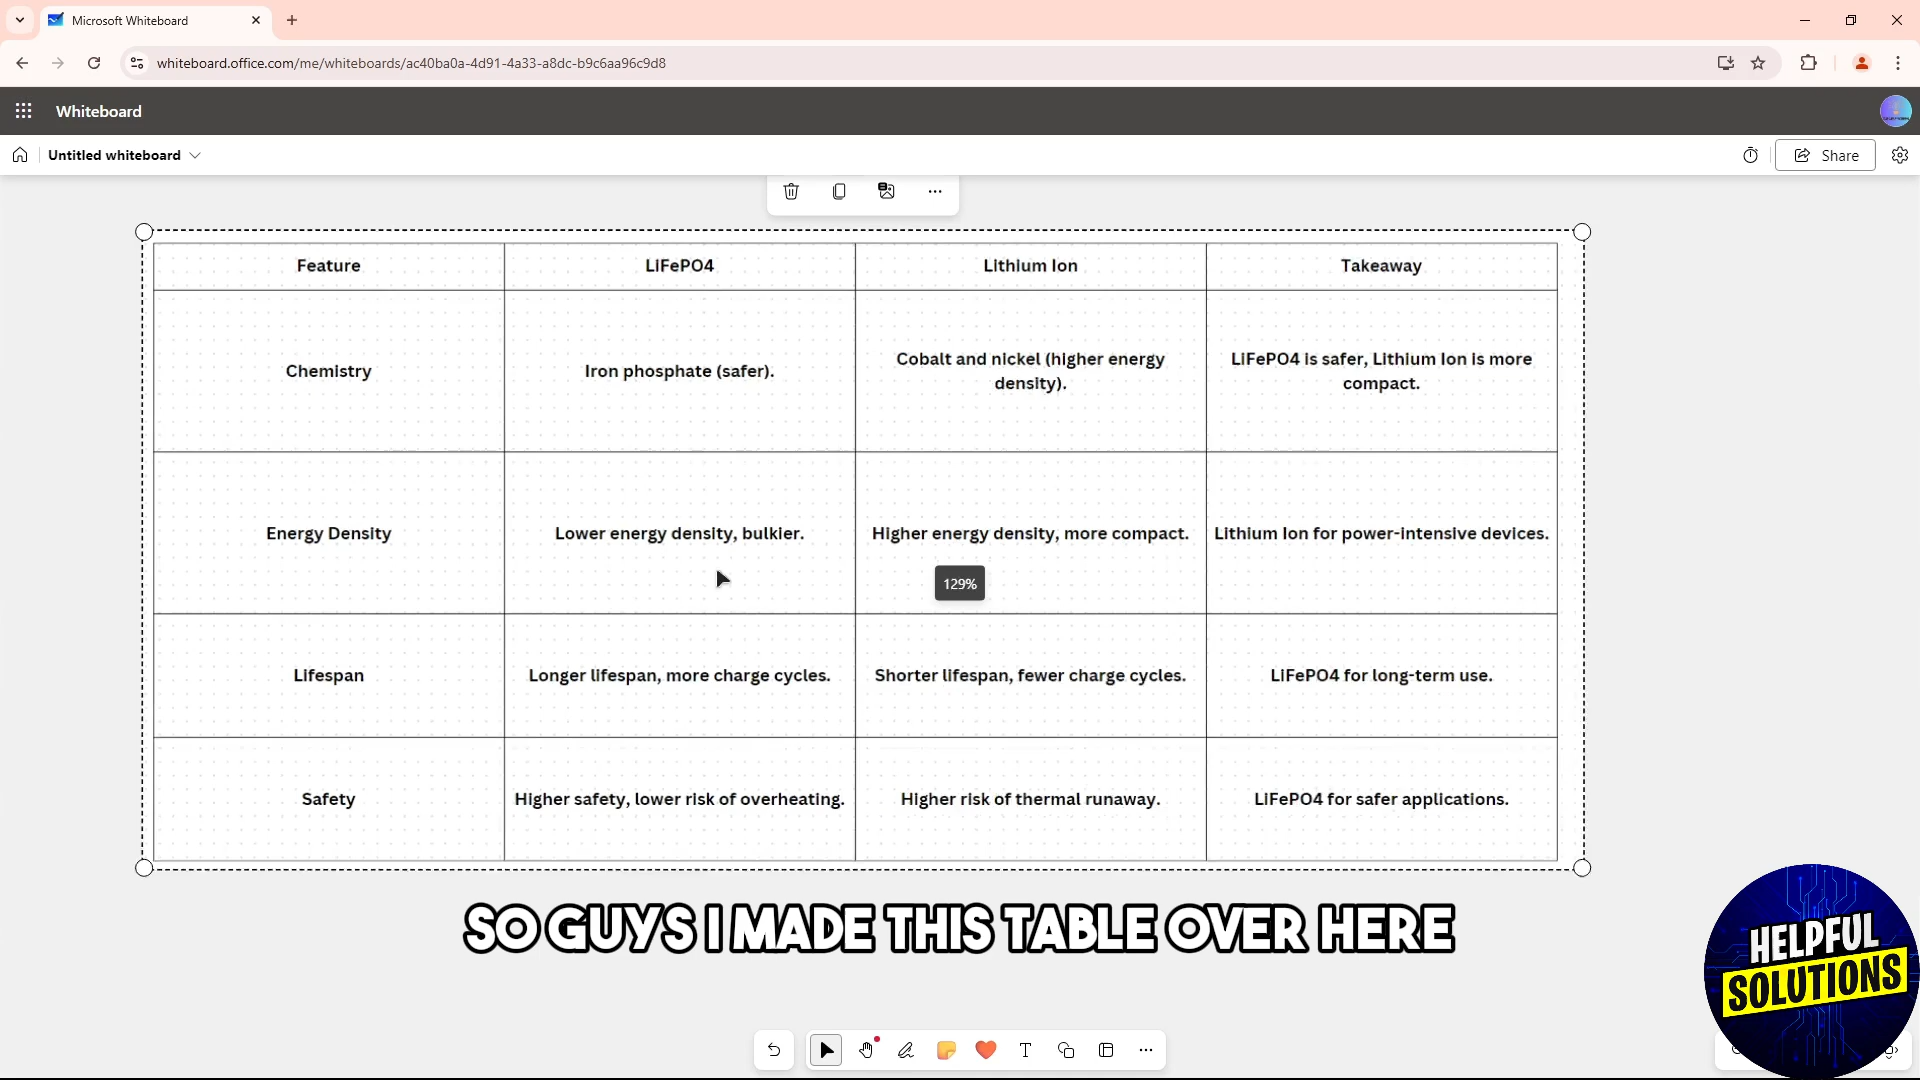 Microsoft Whiteboard
whiteboard.office.com/me/whiteboards/ac40ba0a-4d91-4a33-a8dc-b9c6aa96c9d8
Whiteboard
Untitled whiteboard
Share
Feature
LiFePO4
Lithium Ion
Takeaway
Chemistry
Iron phosphate (safer).
Cobalt and nickel (higher energy
density).
LiFePO4 is safer, Lithium Ion is more
compact.
Energy Density
Lower energy density, bulkier.
Higher energy density, more compact.
Lithium Ion for power-intensive devices.
129%
Lifespan
Longer lifespan, more charge cycles.
Shorter lifespan, fewer charge cycles.
LiFePO4 for long-term use.
Safety
Higher safety, lower risk of overheating.
Higher risk of thermal runaway.
LiFePO4 for safer applications.
SO GUYS I MADE THIS TABLE OVER HERE
HELPFUL
SOLUTIONS